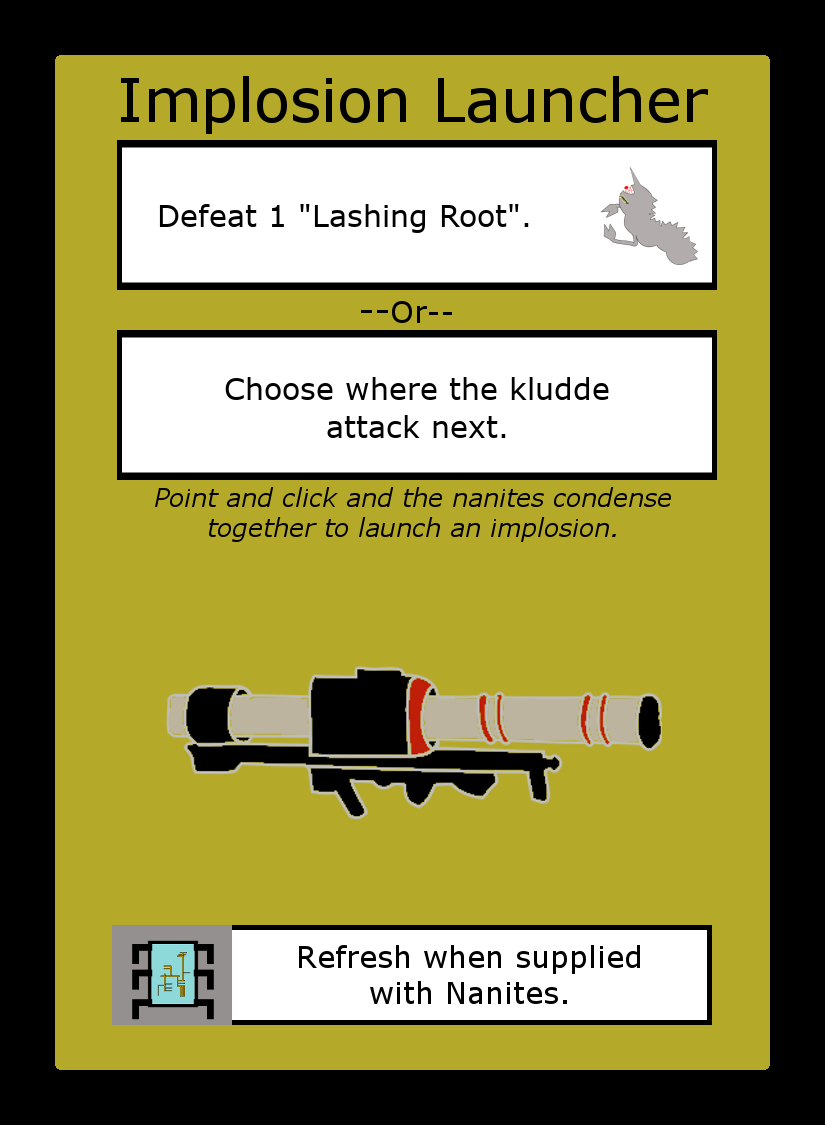 Implosion Launcher
Defeat 1 "Lashing Root".
--Or--
Choose where the kludde
attack next.
Point and click and the nanites condense
together to launch an implosion.
Refresh when supplied
with Nanites.